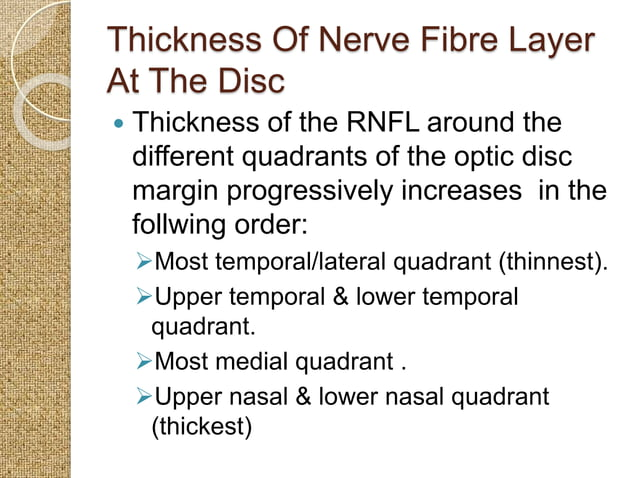 Thickness Of Nerve Fibre Layer
At The Disc
• Thickness of the RNFL around the
different quadrants of the optic disc
margin progressively increases  in the
follwing order:
➢Most temporal/lateral quadrant (thinnest).
➢Upper temporal & lower temporal
quadrant.
➢Most medial quadrant .
➢Upper nasal & lower nasal quadrant
(thickest)